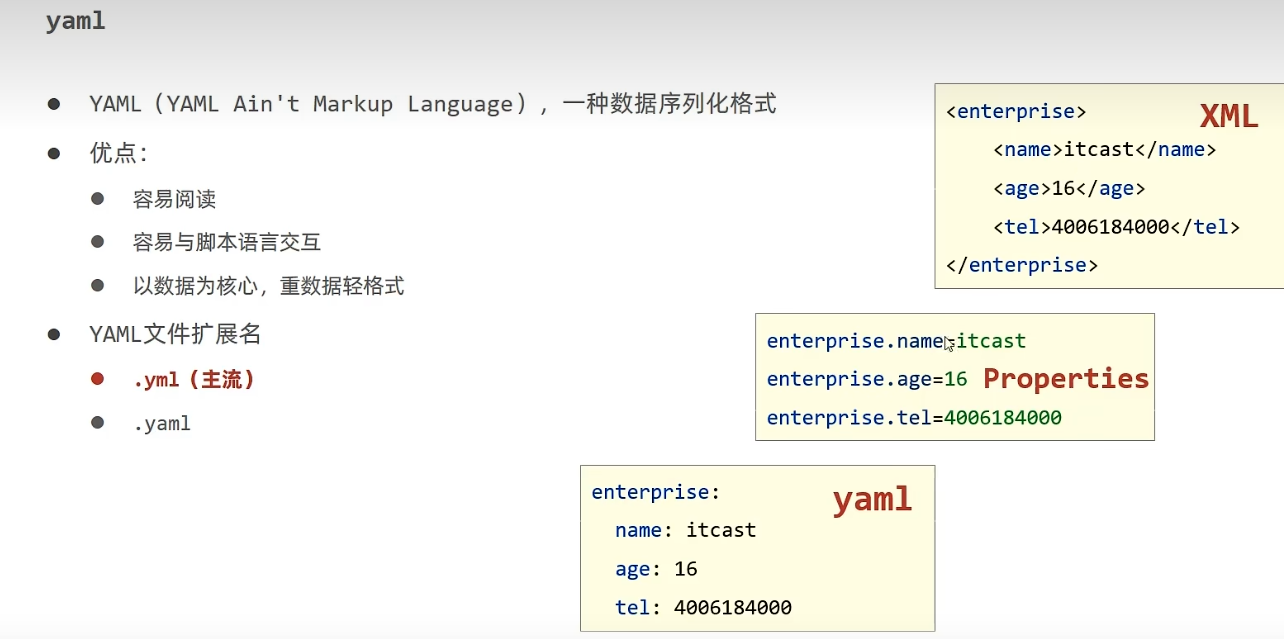 yaml
YAML（YAML Ain't Markup Language），一种数据序列化格式
优点：
容易阅读
容易与脚本语言交互
以数据为核心，重数据轻格式
YAML文件扩展名
.yml（主流）
.yaml
<enterprise>
XML
<name>itcast</name>
<age>16</age>
<tel>4006184000</tel>
</enterprise>
enterprise.name=itcast
enterprise.age=16
Properties
enterprise.tel=4006184000
enterprise:
yaml
name: itcast
age: 16
tel: 4006184000